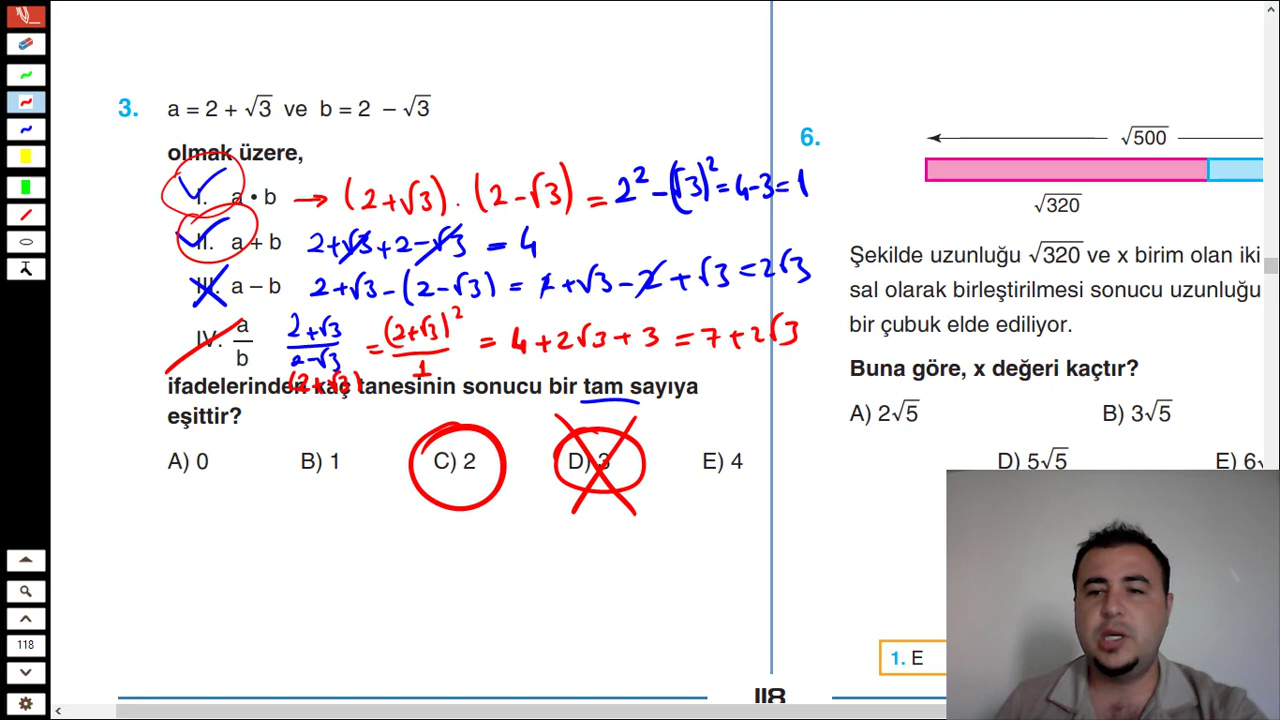 3. a = 2 + √3 ve b = 2 − √3
olmak üzere,
I. a • b → (2+√3) . (2−√3) = 2² − (√3)² = 4−3 = 1
II. a + b 2+√3+2−√3 = 4
III. a − b 2+√3−(2−√3) = 2+√3−2+√3 = 2√3
IV. a/b (2+√3)/(2−√3) = (2+√3)²/1 = 4+2√3+3 = 7+2√3
(2+√3)
ifadelerinden kaç tanesinin sonucu bir tam sayıya
eşittir?
A) 0 B) 1 C) 2 D) 3 E) 4
6.
√500
√320
Şekilde uzunluğu √320 ve x birim olan iki
sal olarak birleştirilmesi sonucu uzunluğu
bir çubuk elde ediliyor.
Buna göre, x değeri kaçtır?
A) 2√5 B) 3√5
D) 5√5 E) 6√
1. E
118
118